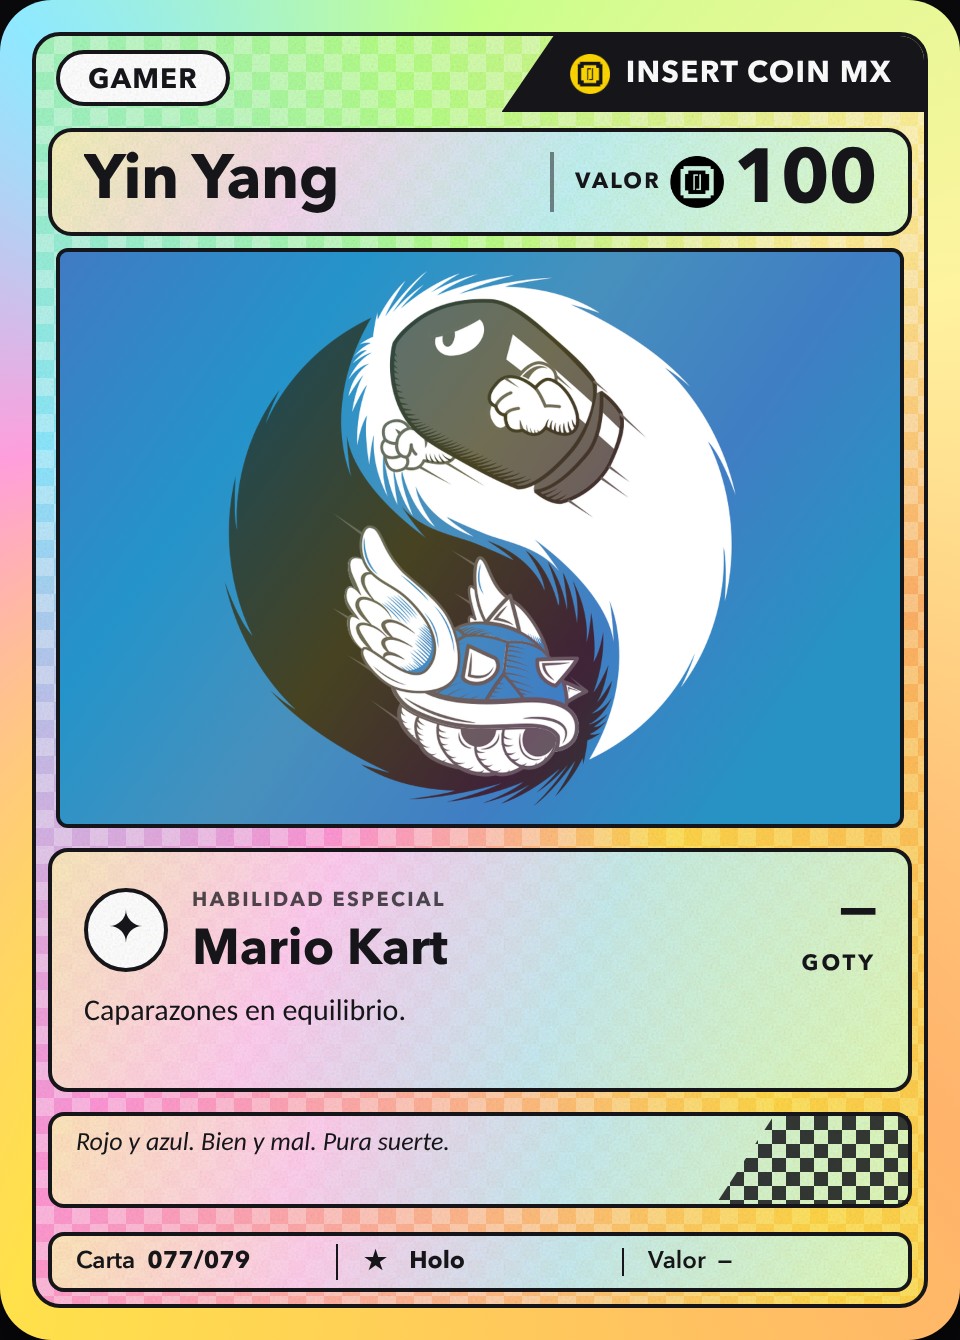 GAMER
INSERT COIN MX
Yin Yang
VALOR 100
HABILIDAD ESPECIAL
Mario Kart
–
GOTY
Caparazones en equilibrio.
Rojo y azul. Bien y mal. Pura suerte.
Carta 077/079 ★ Holo Valor –